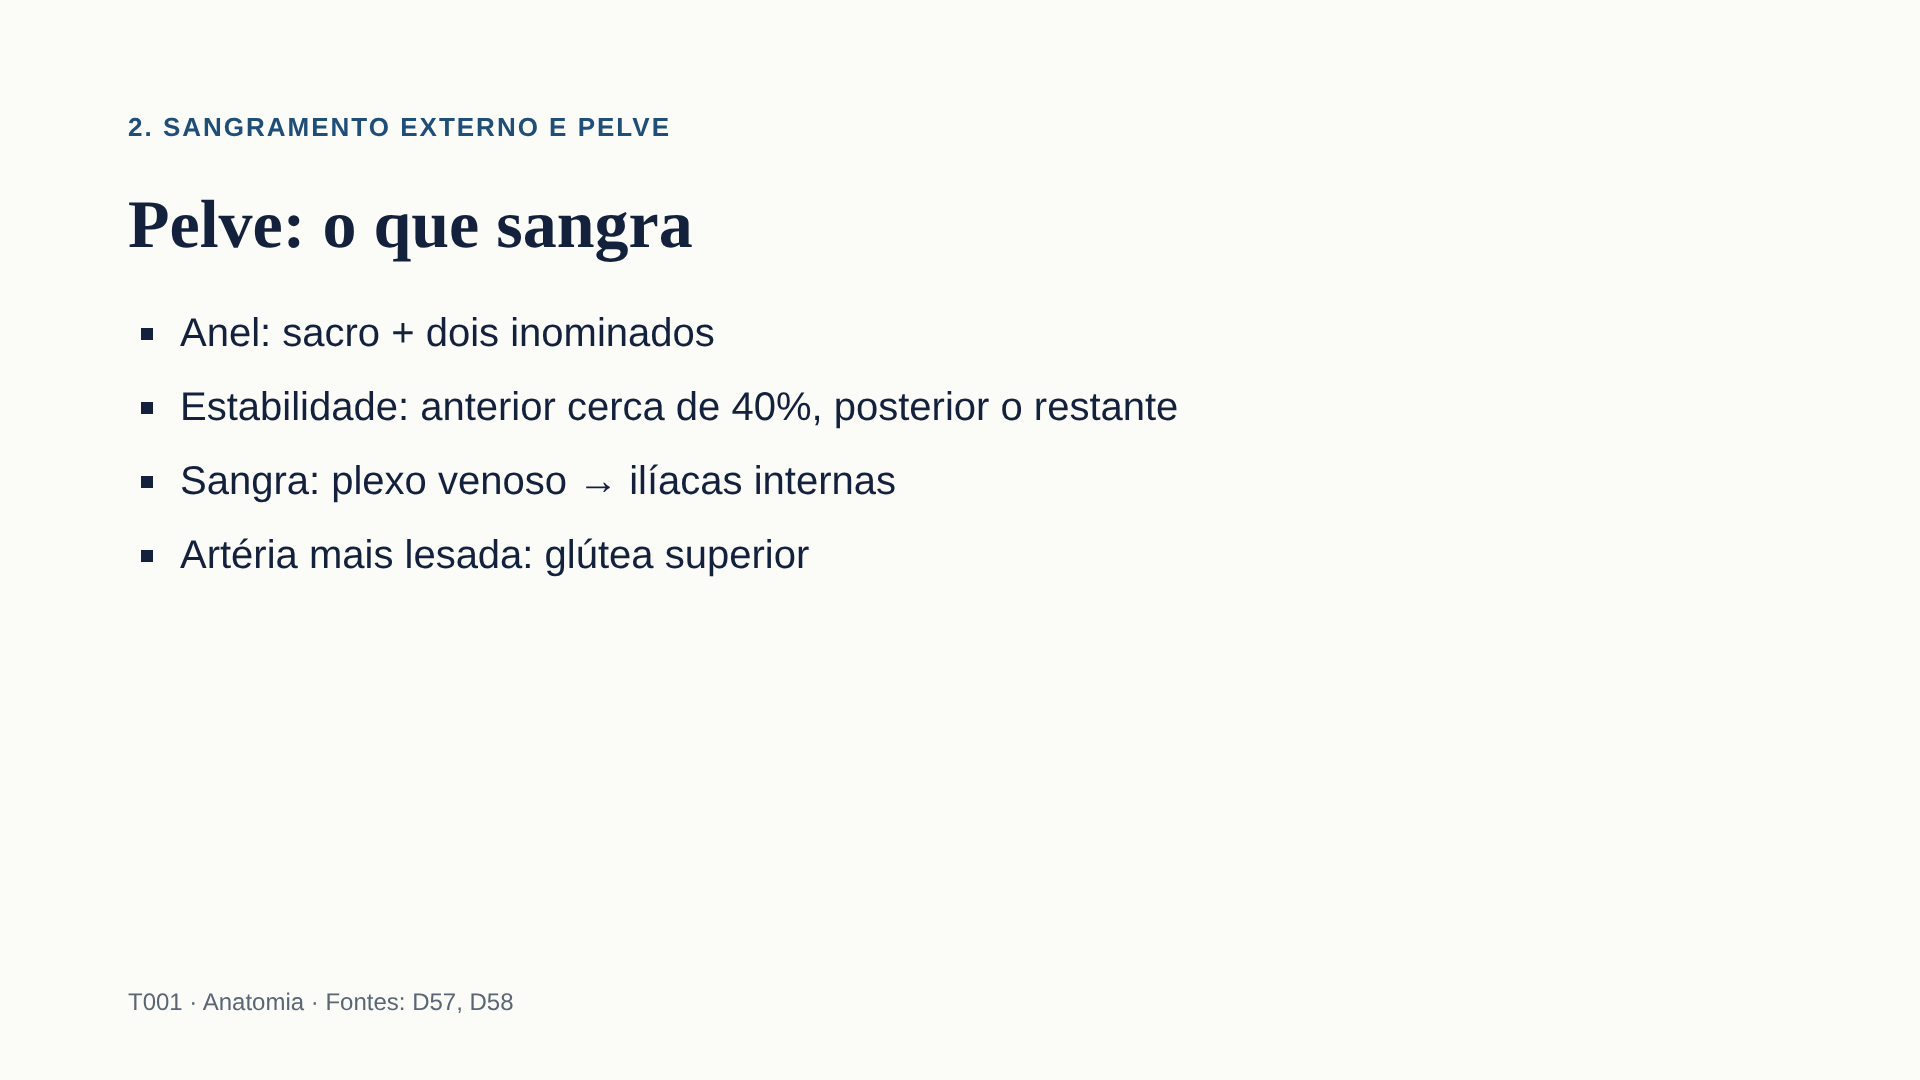 2. SANGRAMENTO EXTERNO E PELVE
Pelve: o que sangra
▪ Anel: sacro + dois inominados
▪ Estabilidade: anterior cerca de 40%, posterior o restante
▪ Sangra: plexo venoso → ilíacas internas
▪ Artéria mais lesada: glútea superior
T001 · Anatomia · Fontes: D57, D58